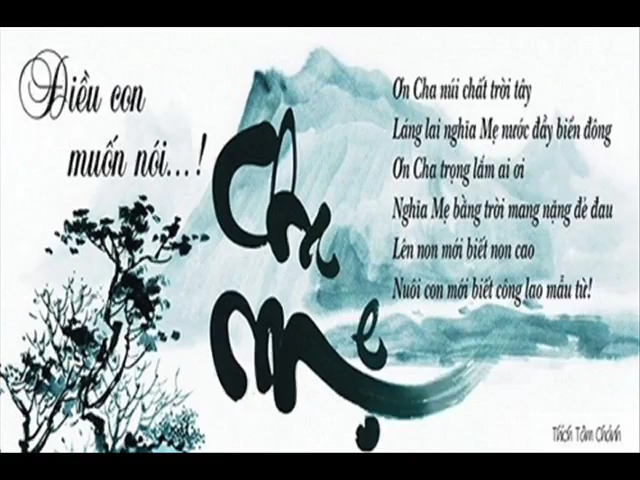 Điều con
muốn nói...!
Cha
Mẹ
Ơn Cha núi chất trời tây
Láng lai nghĩa Mẹ nước đầy biển đông
Ơn Cha trọng lắm ai ơi
Nghĩa Mẹ bằng trời mang nặng đẻ đau
Lên non mới biết non cao
Nuôi con mới biết công lao mẫu từ!
Thích Tâm Chánh